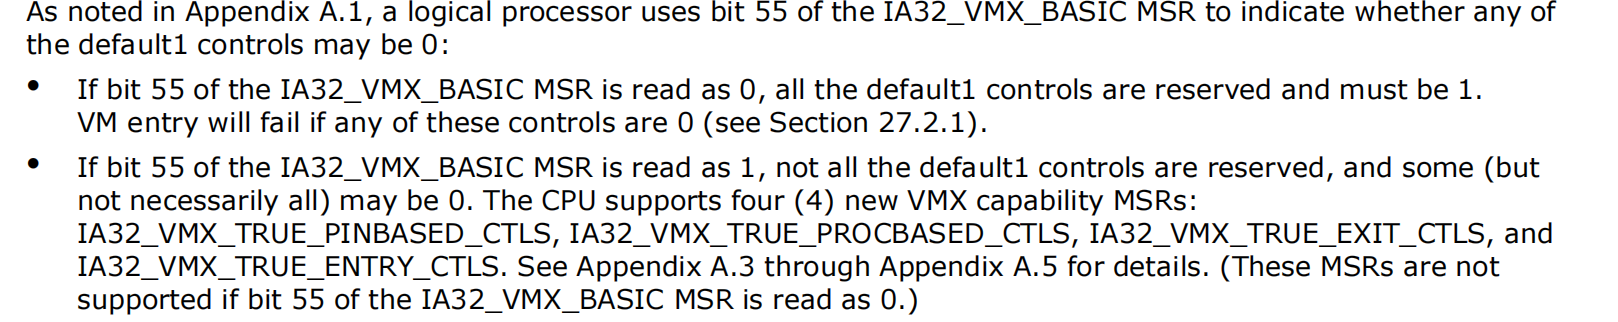 As noted in Appendix A.1, a logical processor uses bit 55 of the IA32_VMX_BASIC MSR to indicate whether any of
the default1 controls may be 0:
• If bit 55 of the IA32_VMX_BASIC MSR is read as 0, all the default1 controls are reserved and must be 1.
VM entry will fail if any of these controls are 0 (see Section 27.2.1).
• If bit 55 of the IA32_VMX_BASIC MSR is read as 1, not all the default1 controls are reserved, and some (but
not necessarily all) may be 0. The CPU supports four (4) new VMX capability MSRs:
IA32_VMX_TRUE_PINBASED_CTLS, IA32_VMX_TRUE_PROCBASED_CTLS, IA32_VMX_TRUE_EXIT_CTLS, and
IA32_VMX_TRUE_ENTRY_CTLS. See Appendix A.3 through Appendix A.5 for details. (These MSRs are not
supported if bit 55 of the IA32_VMX_BASIC MSR is read as 0.)